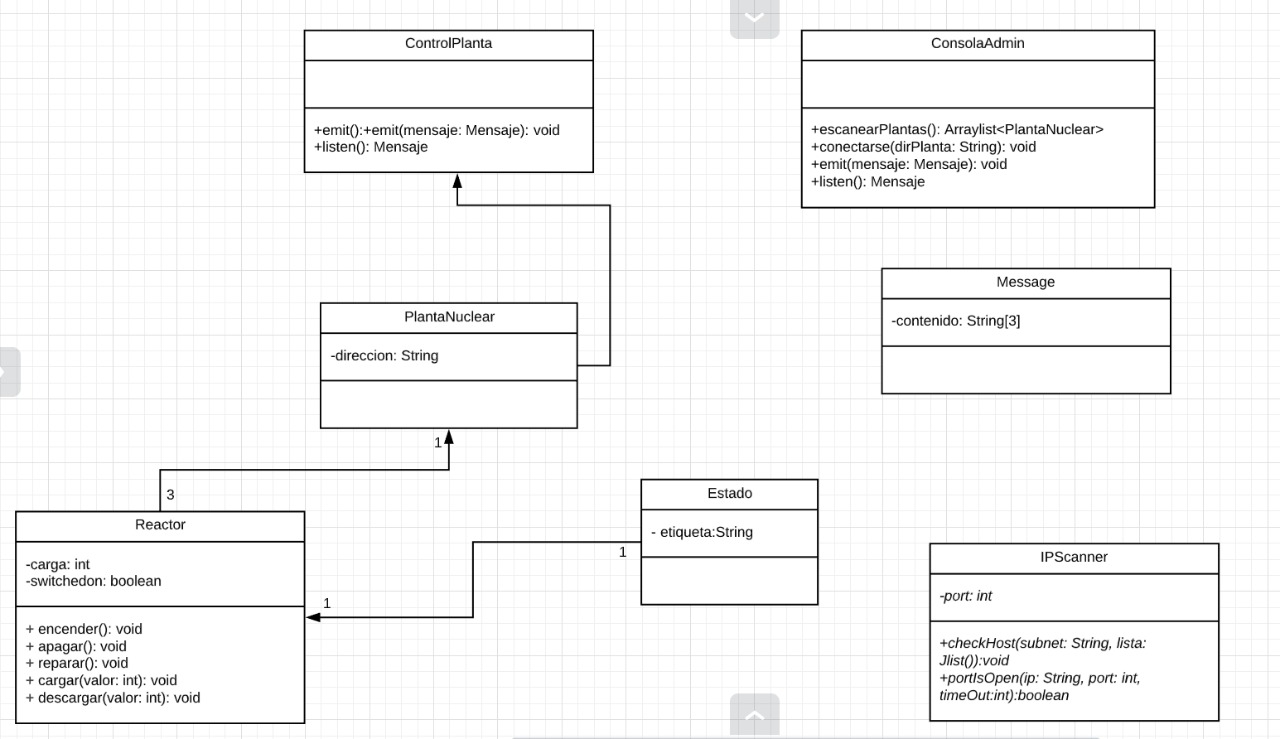 ControlPlanta
+emit():+emit(mensaje: Mensaje): void
+listen(): Mensaje
ConsolaAdmin
+escanearPlantas(): Arraylist<PlantaNuclear>
+conectarse(dirPlanta: String): void
+emit(mensaje: Mensaje): void
+listen(): Mensaje
Message
-contenido: String[3]
PlantaNuclear
-direccion: String
1
3
Reactor
-carga: int
-switchedon: boolean
+ encender(): void
+ apagar(): void
+ reparar(): void
+ cargar(valor: int): void
+ descargar(valor: int): void
1
Estado
- etiqueta:String
1
IPScanner
-port: int
+checkHost(subnet: String, lista:
Jlist()):void
+portIsOpen(ip: String, port: int,
timeOut:int):boolean